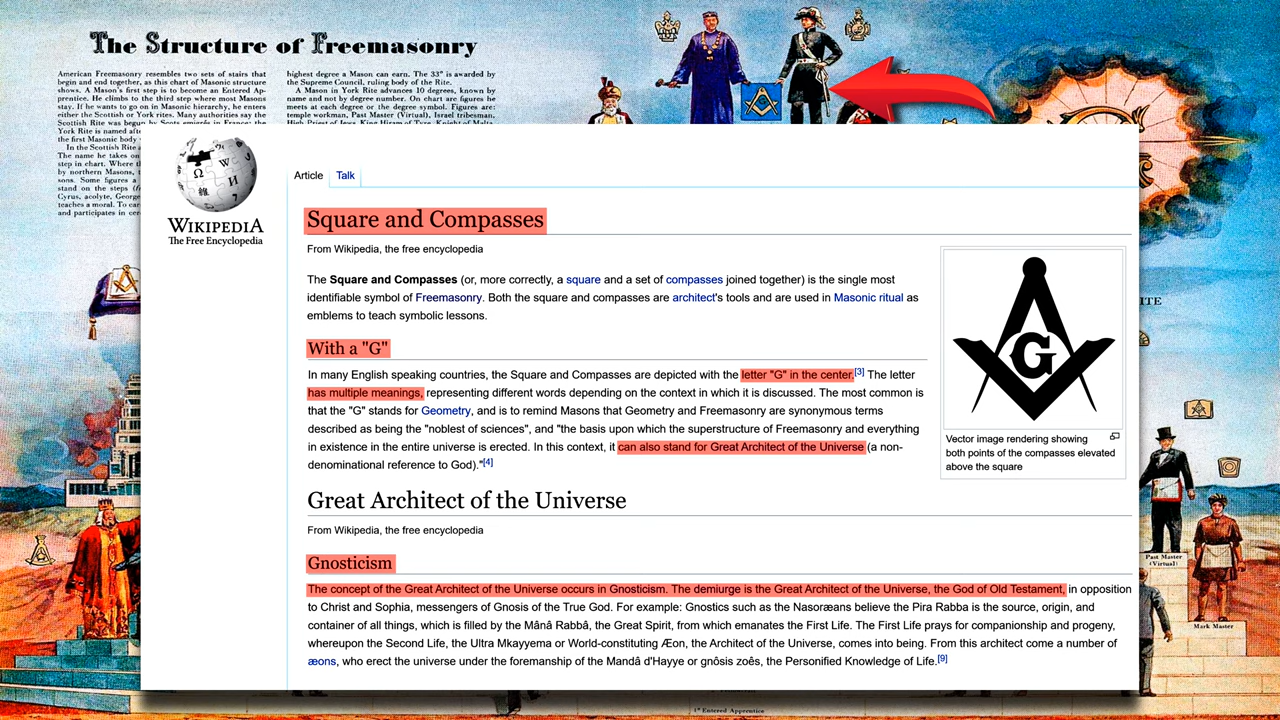 The Structure of Freemasonry
American Freemasonry resembles two sets of stairs that
begin and end together, as this chart of Masonic structure
shows. A Mason's first step is to become an Entered Ap-
prentice. He climbs to the third step where most Masons
stay. If he wants to go on in Masonic hierarchy, he enters
either the Scottish or York rites. Many authorities say the
Scottish Rite was begun by Scots emigrés in France; the
York Rite is named afte
the first Masonic body
In the Scottish Rite a
The name he takes on
step in chart. Where t
by northern Masons, t
sons. Some figures a
stand on the steps (fr
Cyrus, acolyte, George
teaches a moral. To ca
and participates in cer
highest degree a Mason can earn. The 33° is awarded by
the Supreme Council, ruling body of the Rite.
A Mason in York Rite advances 10 degrees, known by
name and not by degree number. On chart are figures he
meets at each degree or the degree symbol. Figures are:
temple workman, Past Master (Virtual), Israel tribesman,
High Priest of Jews, King Hiram of Tyre, Knight of Malta,
WIKIPEDIA
The Free Encyclopedia
Article Talk
Square and Compasses
From Wikipedia, the free encyclopedia
The Square and Compasses (or, more correctly, a square and a set of compasses joined together) is the single most
identifiable symbol of Freemasonry. Both the square and compasses are architect's tools and are used in Masonic ritual as
emblems to teach symbolic lessons.
With a "G"
In many English speaking countries, the Square and Compasses are depicted with the letter "G" in the center.[3] The letter
has multiple meanings, representing different words depending on the context in which it is discussed. The most common is
that the "G" stands for Geometry, and is to remind Masons that Geometry and Freemasonry are synonymous terms
described as being the "noblest of sciences", and "the basis upon which the superstructure of Freemasonry and everything
in existence in the entire universe is erected. In this context, it can also stand for Great Architect of the Universe (a non-
denominational reference to God)."[4]
G
Vector image rendering showing
both points of the compasses elevated
above the square
Great Architect of the Universe
From Wikipedia, the free encyclopedia
Gnosticism
The concept of the Great Architect of the Universe occurs in Gnosticism. The demiurge is the Great Architect of the Universe, the God of Old Testament, in opposition
to Christ and Sophia, messengers of Gnosis of the True God. For example: Gnostics such as the Nasoræans believe the Pira Rabba is the source, origin, and
container of all things, which is filled by the Mânâ Rabbâ, the Great Spirit, from which emanates the First Life. The First Life prays for companionship and progeny,
whereupon the Second Life, the Ultra Mkayyema or World-constituting Æon, the Architect of the Universe, comes into being. From this architect come a number of
æons, who erect the universe under the foremanship of the Mandâ d'Hayye or gnôsis zoês, the Personified Knowledge of Life.[9]
ITE
Past Master
(Virtual)
Mark Master
1° Entered Apprentice